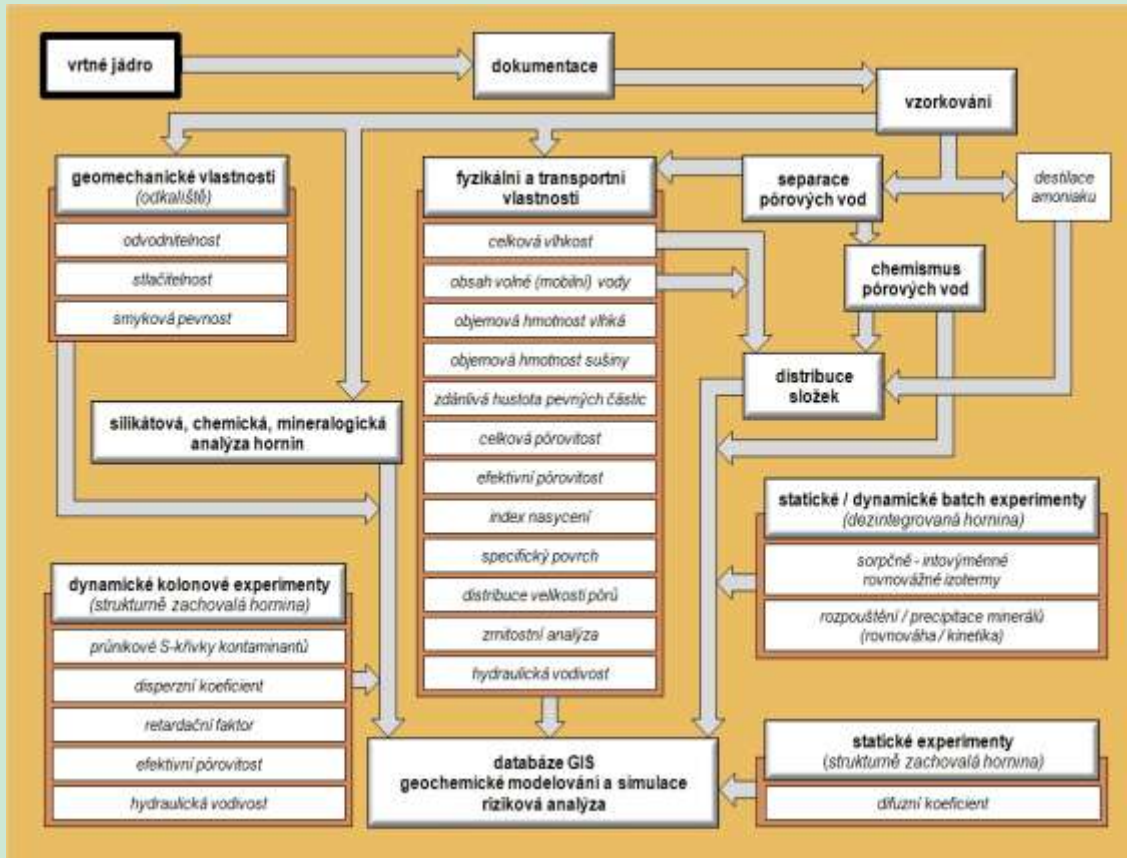 vrtné jádro
dokumentace
vzorkování
geomechanické vlastnosti
(odkaliště)
odvodnitelnost
stlačitelnost
smyková pevnost
fyzikální a transportní
vlastnosti
celková vlhkost
obsah volné (mobilní) vody
objemová hmotnost vlhká
objemová hmotnost sušiny
zdánlivá hustota pevných částic
celková pórovitost
efektivní pórovitost
index nasycení
specifický povrch
distribuce velikosti pórů
zrnitostní analýza
hydraulická vodivost
separace
pórových vod
destilace
amoniaku
chemismus
pórových vod
distribuce
složek
silikátová, chemická, mineralogická
analýza hornin
statické / dynamické batch experimenty
(dezintegrovaná hornina)
sorpčně - intovýměnné
rovnovážné izotermy
rozpouštění / precipitace minerálů
(rovnováha / kinetika)
dynamické kolonové experimenty
(strukturně zachovalá hornina)
průnikové S-křivky kontaminantů
disperzní koeficient
retardační faktor
efektivní pórovitost
hydraulická vodivost
databáze GIS
geochemické modelování a simulace
riziková analýza
statické experimenty
(strukturně zachovalá hornina)
difuzní koeficient